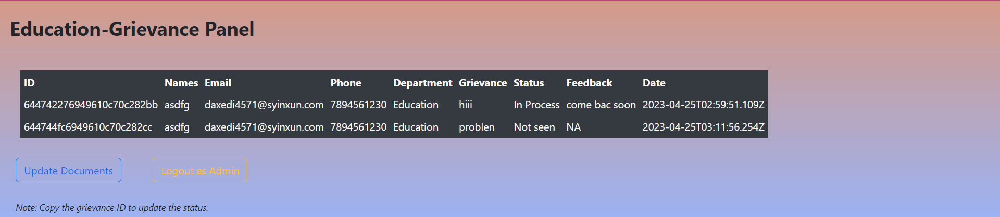 Education-Grievance Panel
ID Names Email Phone Department Grievance Status Feedback Date
644742276949610c70c282bb asdfg daxedi4571@syinxun.com 7894561230 Education hiii In Process come bac soon 2023-04-25T02:59:51.109Z
644744fc6949610c70c282cc asdfg daxedi4571@syinxun.com 7894561230 Education problen Not seen NA 2023-04-25T03:11:56.254Z
Update Documents Logout as Admin
Note: Copy the grievance ID to update the status.